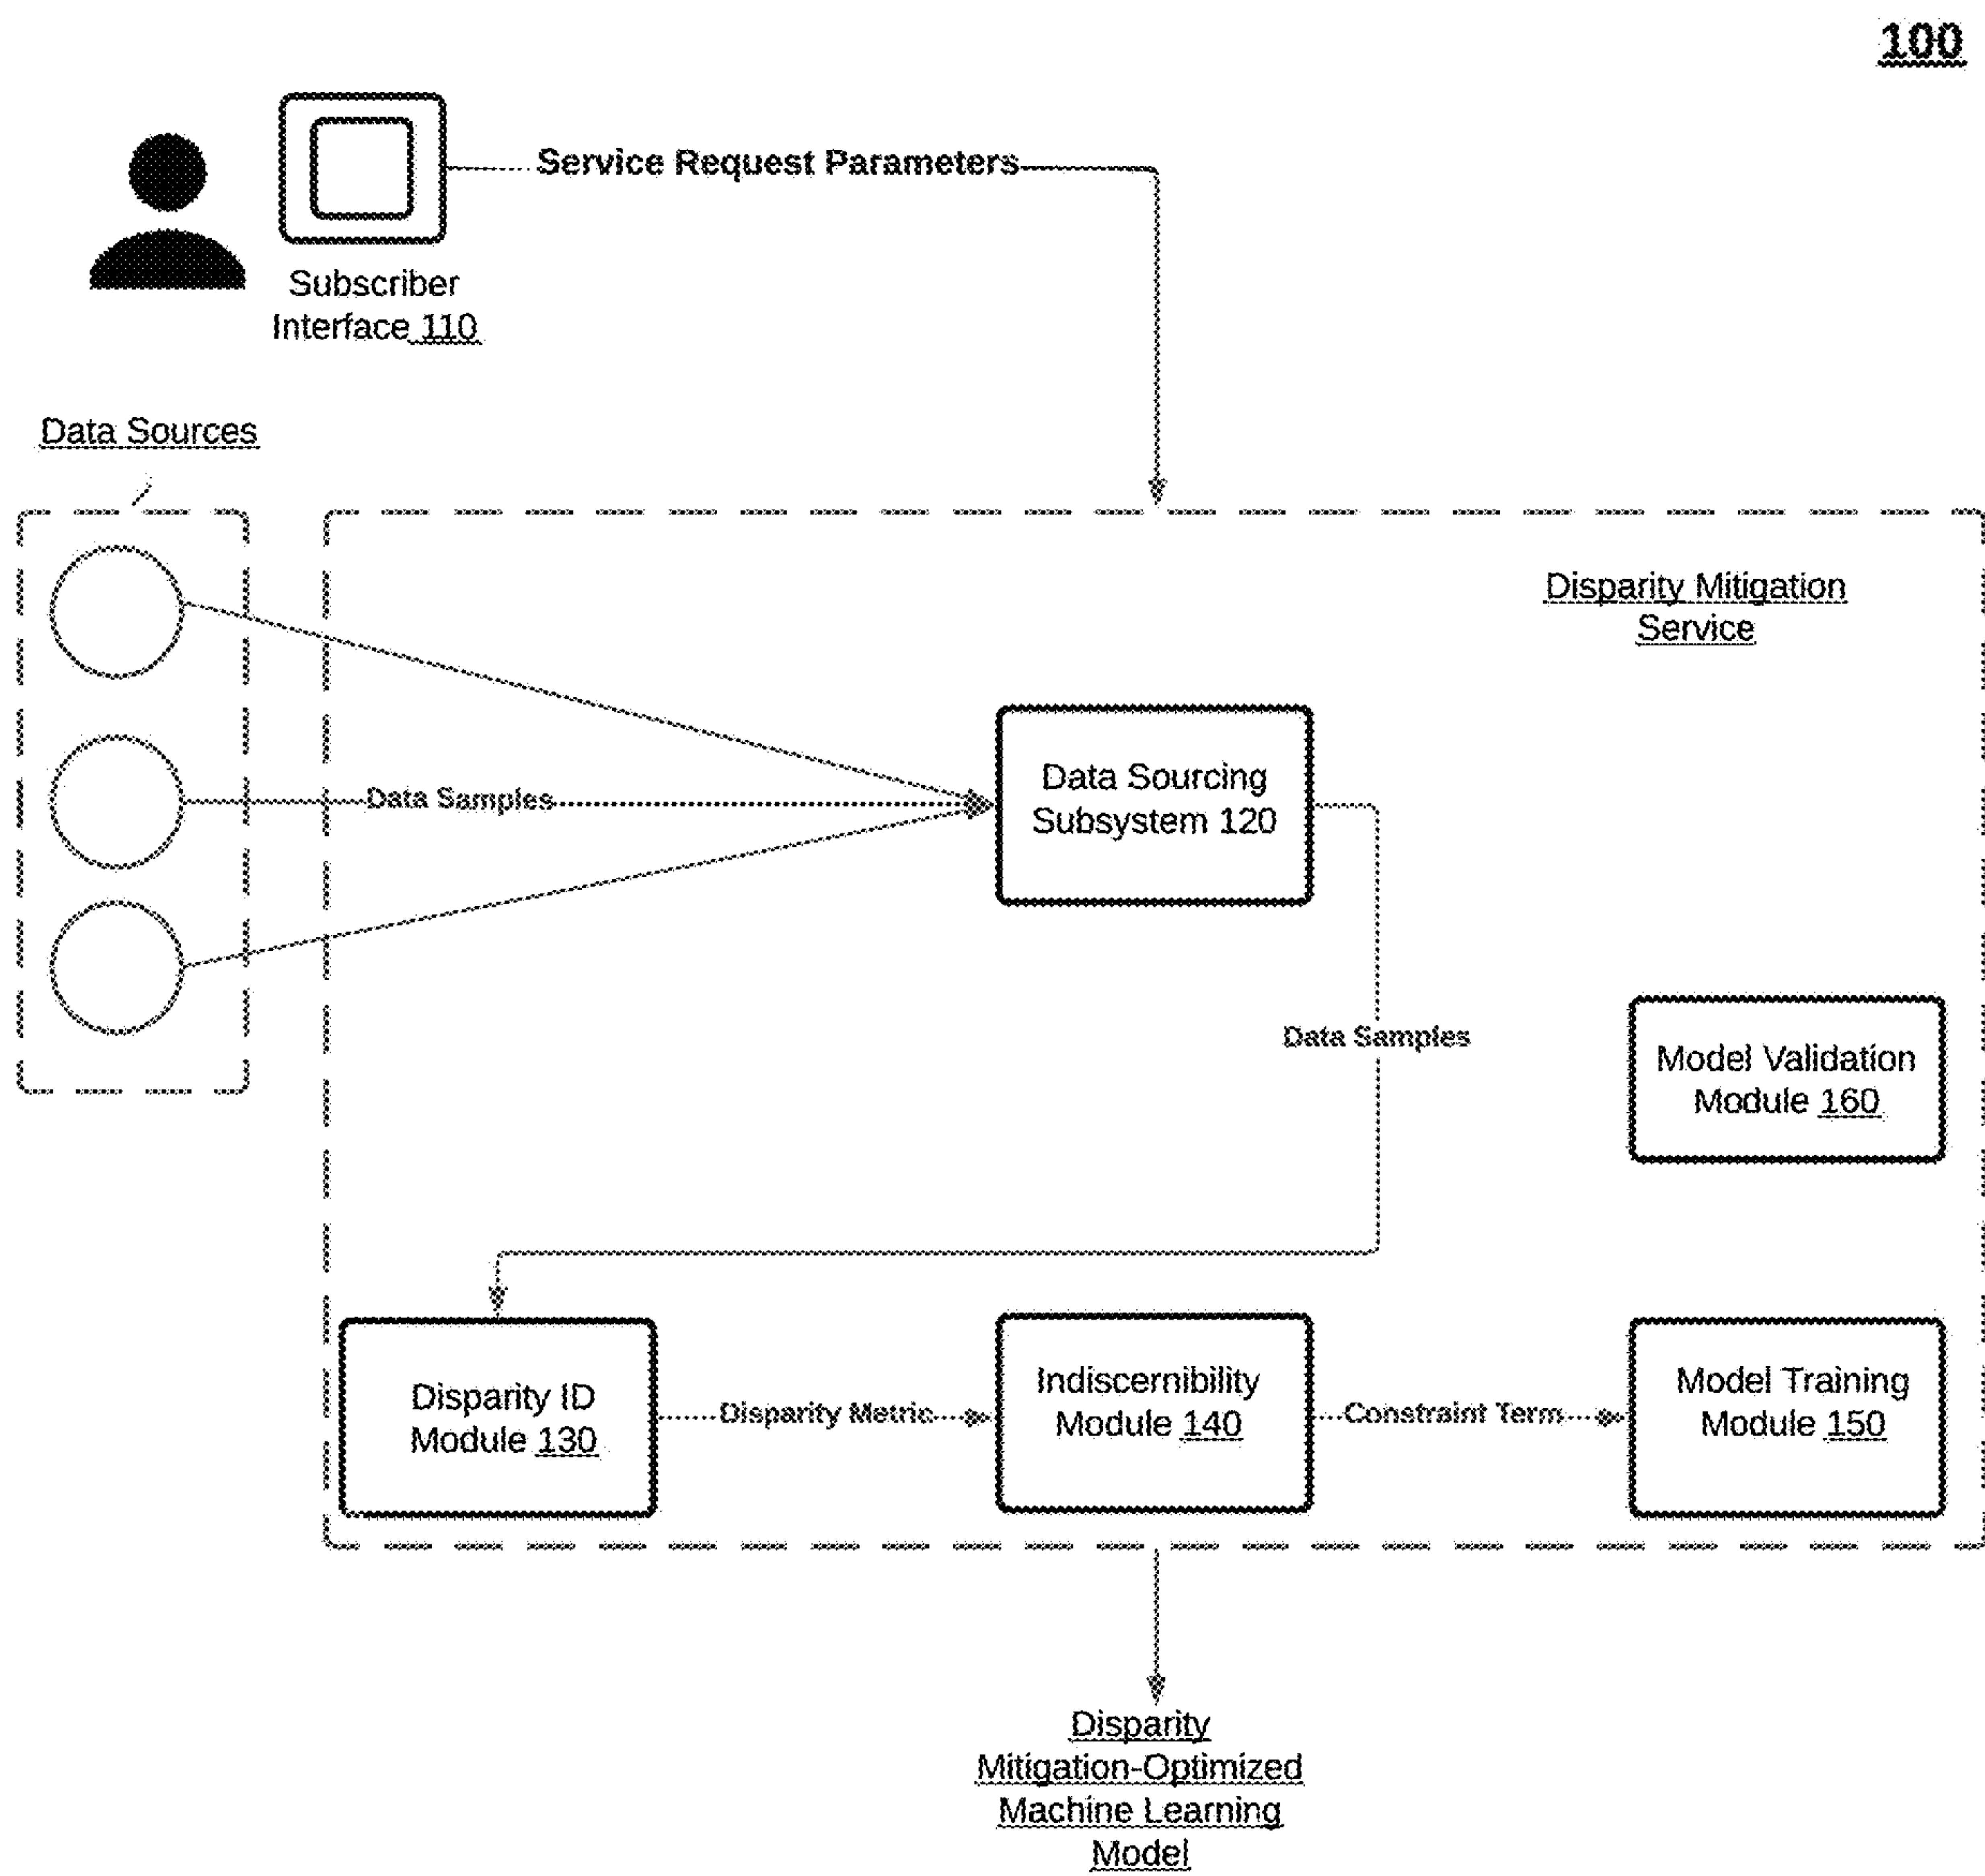 100
Service Request Parameters
Subscriber
Interface 110
Data Sources
Disparity Mitigation
Service
Data Sourcing
Subsystem 120
Data Samples
Data Samples
Model Validation
Module 160
Disparity ID
Module 130
Disparity Metric
Indiscernibility
Module 140
Constraint Term
Model Training
Module 150
Disparity
Mitigation-Optimized
Machine Learning
Model